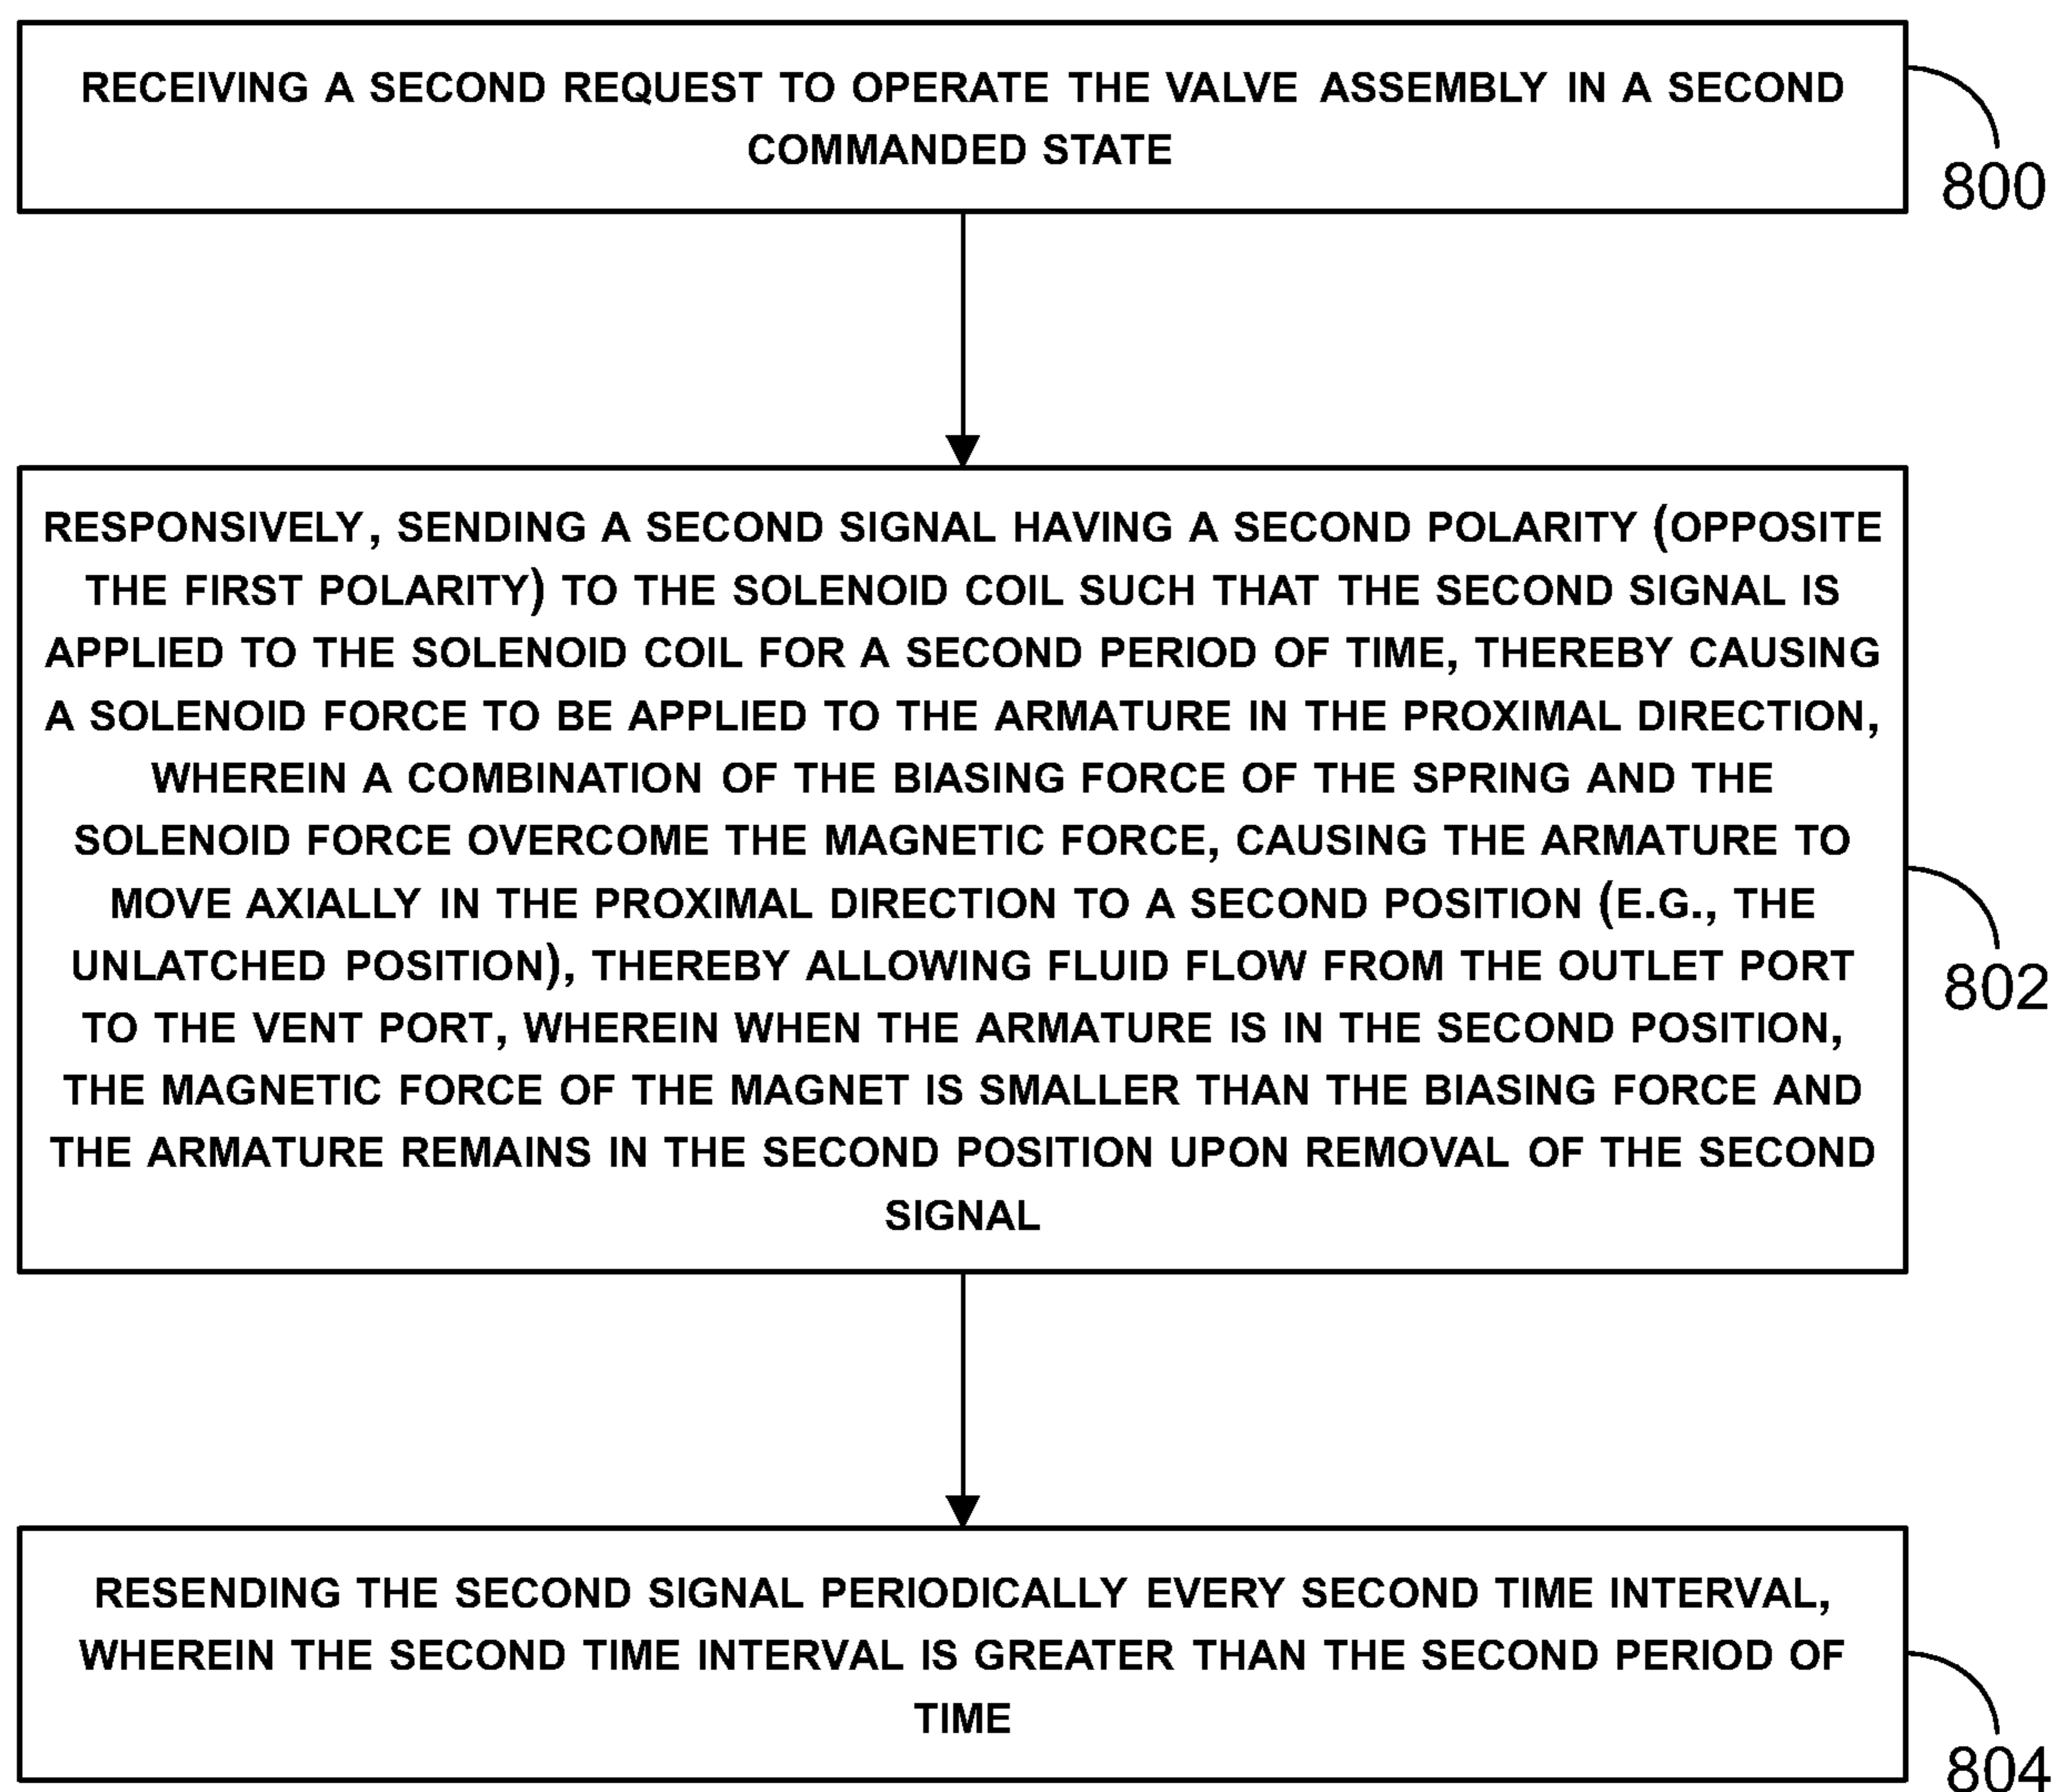 RECEIVING A SECOND REQUEST TO OPERATE THE VALVE ASSEMBLY IN A SECOND
COMMANDED STATE
800
RESPONSIVELY, SENDING A SECOND SIGNAL HAVING A SECOND POLARITY (OPPOSITE
THE FIRST POLARITY) TO THE SOLENOID COIL SUCH THAT THE SECOND SIGNAL IS
APPLIED TO THE SOLENOID COIL FOR A SECOND PERIOD OF TIME, THEREBY CAUSING
A SOLENOID FORCE TO BE APPLIED TO THE ARMATURE IN THE PROXIMAL DIRECTION,
WHEREIN A COMBINATION OF THE BIASING FORCE OF THE SPRING AND THE
SOLENOID FORCE OVERCOME THE MAGNETIC FORCE, CAUSING THE ARMATURE TO
MOVE AXIALLY IN THE PROXIMAL DIRECTION TO A SECOND POSITION (E.G., THE
UNLATCHED POSITION), THEREBY ALLOWING FLUID FLOW FROM THE OUTLET PORT
TO THE VENT PORT, WHEREIN WHEN THE ARMATURE IS IN THE SECOND POSITION,
THE MAGNETIC FORCE OF THE MAGNET IS SMALLER THAN THE BIASING FORCE AND
THE ARMATURE REMAINS IN THE SECOND POSITION UPON REMOVAL OF THE SECOND
SIGNAL
802
RESENDING THE SECOND SIGNAL PERIODICALLY EVERY SECOND TIME INTERVAL,
WHEREIN THE SECOND TIME INTERVAL IS GREATER THAN THE SECOND PERIOD OF
TIME
804